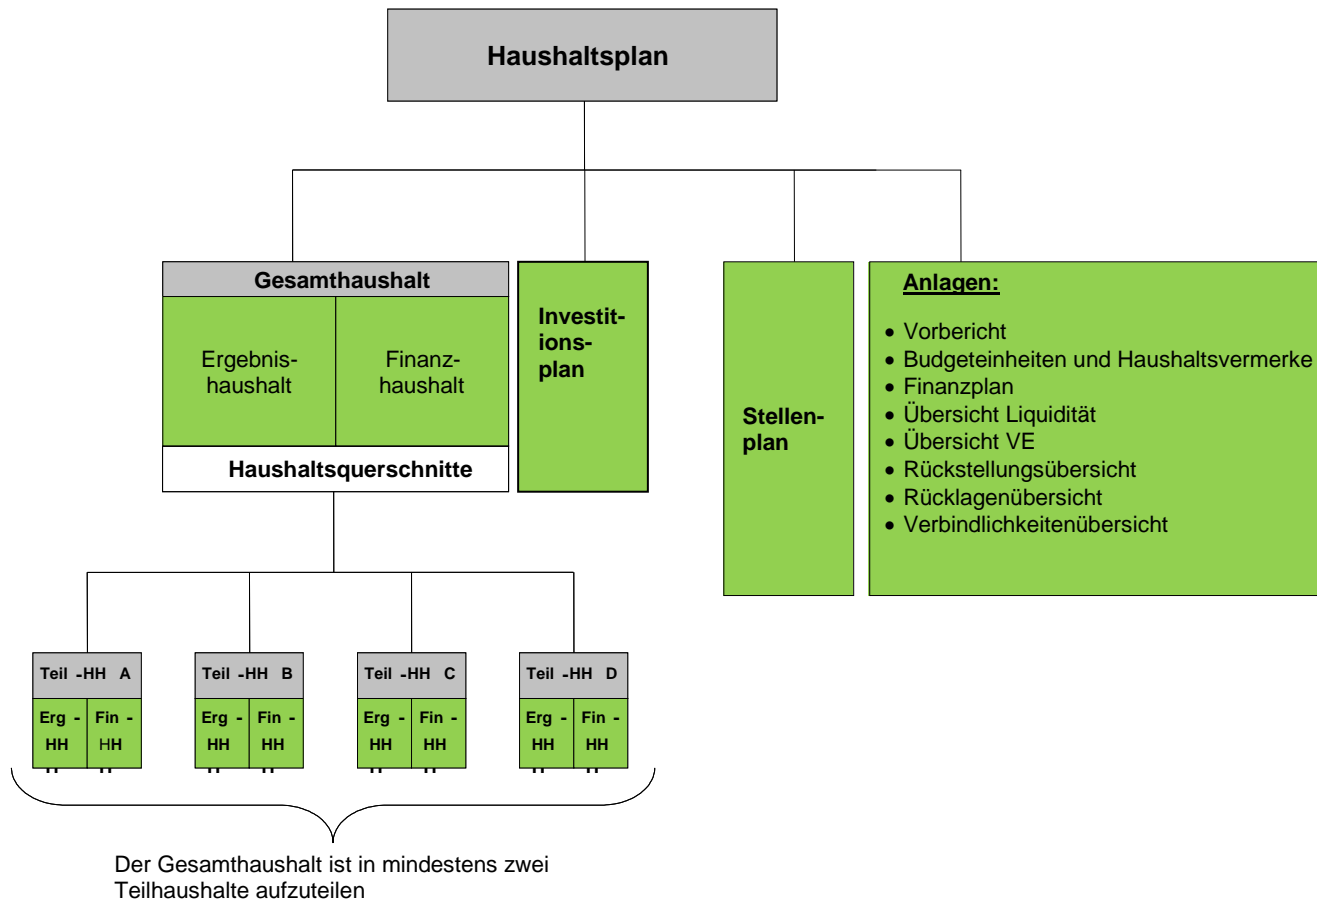 Haushaltsplan
Gesamthaushalt
Ergebnis-
haushalt
Finanz-
haushalt
Haushaltsquerschnitte
Investit-
ions-
plan
Stellen-
plan
Anlagen:
• Vorbericht
• Budgeteinheiten und Haushaltsvermerke
• Finanzplan
• Übersicht Liquidität
• Übersicht VE
• Rückstellungsübersicht
• Rücklagenübersicht
• Verbindlichkeitenübersicht
Teil -HH A
Erg -
HH
Fin -
HH
Teil -HH B
Erg -
HH
Fin -
HH
Teil -HH C
Erg -
HH
Fin -
HH
Teil -HH D
Erg -
HH
Fin -
HH
Der Gesamthaushalt ist in mindestens zwei
Teilhaushalte aufzuteilen